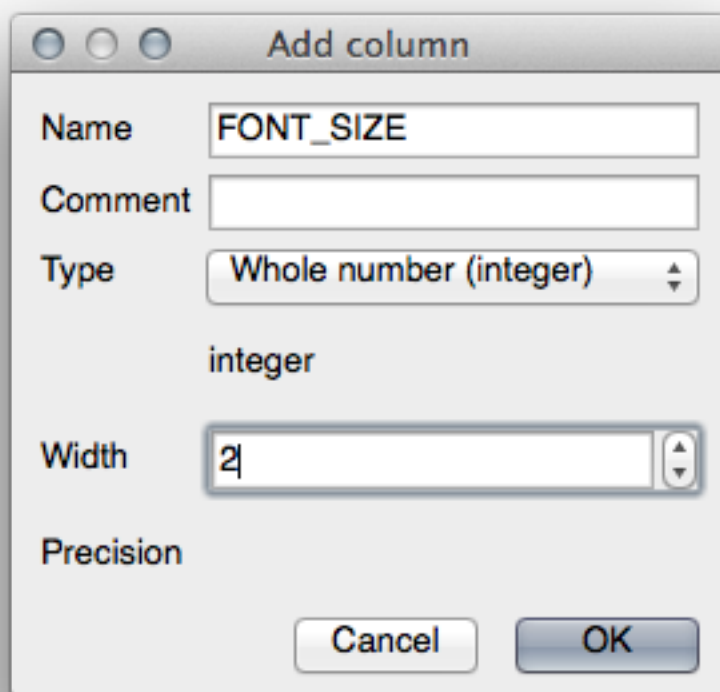 Add column
Name FONT_SIZE
Comment
Type Whole number (integer)
integer
Width 2
Precision
Cancel OK